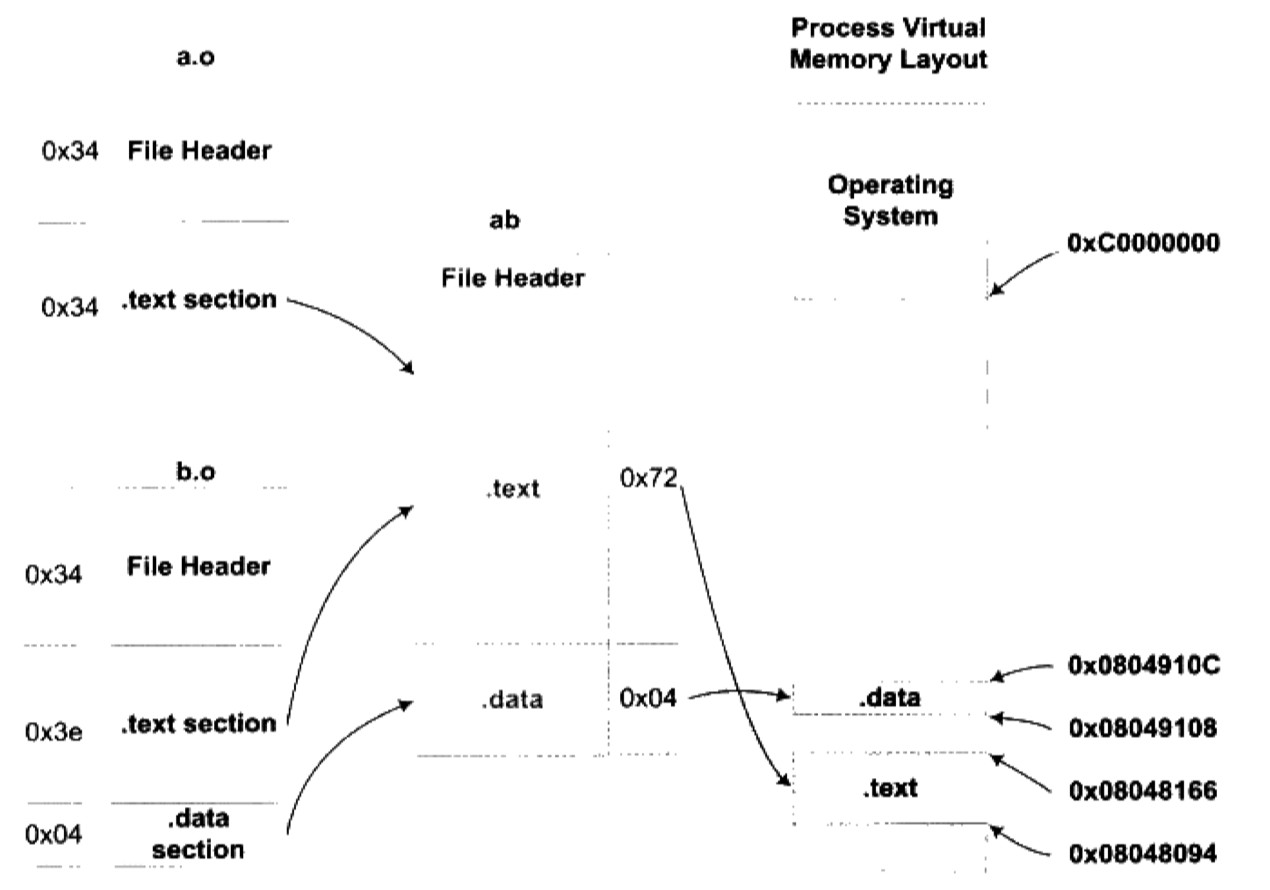 a.o
0x34 File Header
0x34 .text section
b.o
0x34 File Header
0x3e .text section
0x04 .data
section
ab
File Header
.text 0x72
.data 0x04
Process Virtual
Memory Layout
Operating
System
0xC0000000
0x0804910C
.data
0x08049108
.text 0x08048166
0x08048094